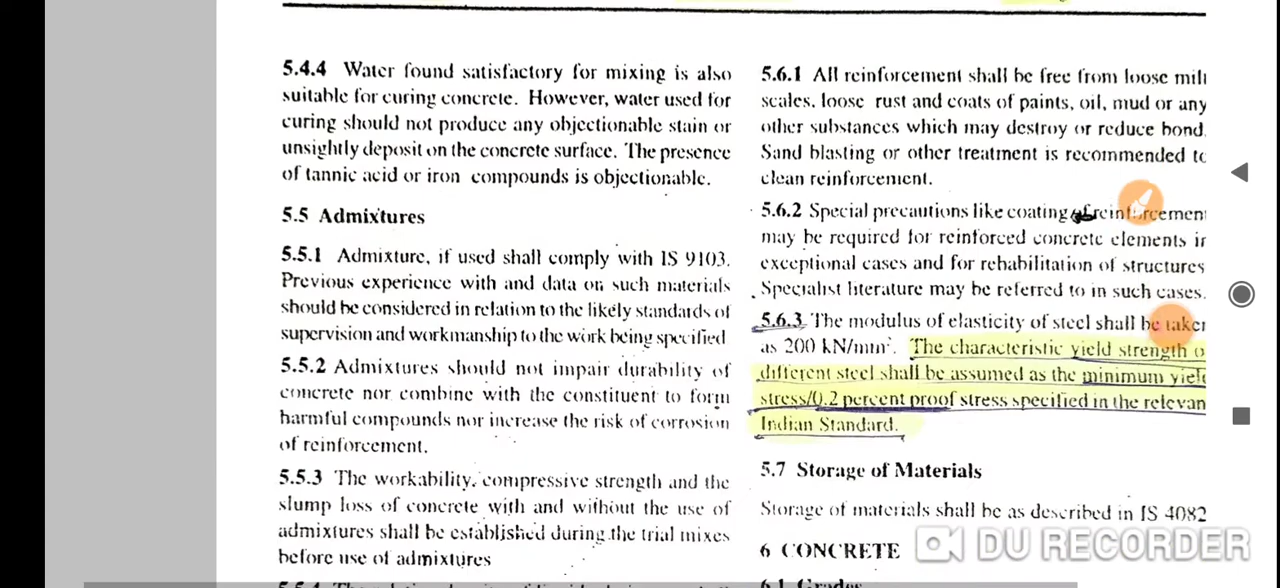 5.4.4 Water found satisfactory for mixing is also
suitable for curing concrete. However, water used for
curing should not produce any objectionable stain or
unsightly deposit on the concrete surface. The presence
of tannic acid or iron compounds is objectionable.
5.5 Admixtures
5.5.1 Admixture, if used shall comply with IS 9103.
Previous experience with and data on such materials
should be considered in relation to the likely standards of
supervision and workmanship to the work being specified
5.5.2 Admixtures should not impair durability of
concrete nor combine with the constituent to form
harmful compounds nor increase the risk of corrosion
of reinforcement.
5.5.3 The workability, compressive strength and the
slump loss of concrete with and without the use of
admixtures shall be established during the trial mixes
before use of admixtures
5.6.1 All reinforcement shall be free from loose mill
scales, loose rust and coats of paints, oil, mud or any
other substances which may destroy or reduce bond.
Sand blasting or other treatment is recommended to
clean reinforcement.
5.6.2 Special precautions like coating of reinforcement
may be required for reinforced concrete elements in
exceptional cases and for rehabilitation of structures
Specialist literature may be referred to in such cases.
5.6.3 The modulus of elasticity of steel shall be taken
as 200 kN/mm². The characteristic yield strength o
different steel shall be assumed as the minimum yield
stress/0.2 percent proof stress specified in the relevan
Indian Standard.
5.7 Storage of Materials
Storage of materials shall be as described in IS 4082
6 CONCRETE
6.1 Grades
DU RECORDER